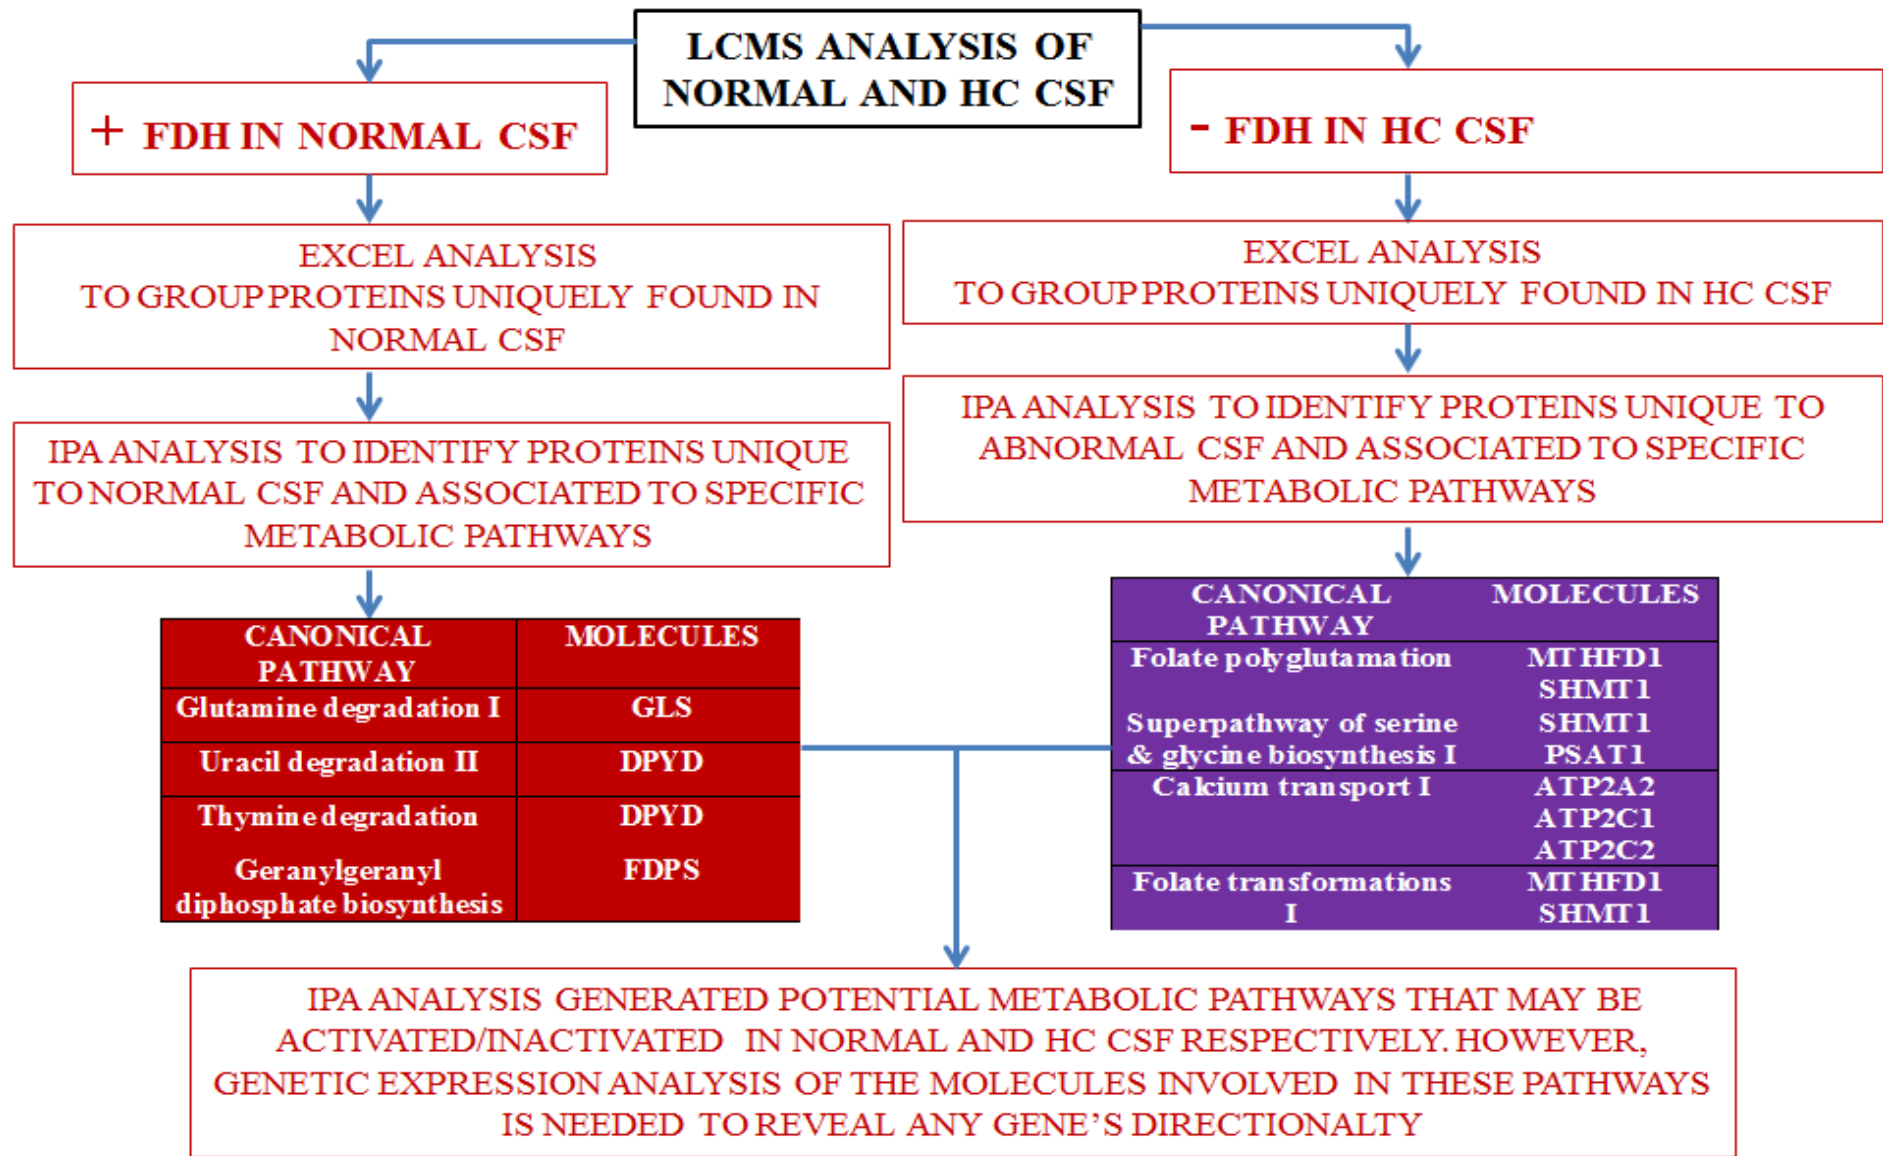 LCMS ANALYSIS OF
NORMAL AND HC CSF
+ FDH IN NORMAL CSF
- FDH IN HC CSF
EXCEL ANALYSIS
TO GROUP PROTEINS UNIQUELY FOUND IN
NORMAL CSF
EXCEL ANALYSIS
TO GROUP PROTEINS UNIQUELY FOUND IN HC CSF
IPA ANALYSIS TO IDENTIFY PROTEINS UNIQUE
TO NORMAL CSF AND ASSOCIATED TO SPECIFIC
METABOLIC PATHWAYS
IPA ANALYSIS TO IDENTIFY PROTEINS UNIQUE TO
ABNORMAL CSF AND ASSOCIATED TO SPECIFIC
METABOLIC PATHWAYS
CANONICAL MOLECULES
PATHWAY
Glutamine degradation I GLS
Uracil degradation II DPYD
Thymine degradation DPYD
Geranylgeranyl FDPS
diphosphate biosynthesis
CANONICAL MOLECULES
PATHWAY
Folate polyglutamation MTHFD1
SHMT1
Superpathway of serine SHMT1
& glycine biosynthesis I PSAT1
Calcium transport I ATP2A2
ATP2C1
ATP2C2
Folate transformations MTHFD1
I SHMT1
IPA ANALYSIS GENERATED POTENTIAL METABOLIC PATHWAYS THAT MAY BE
ACTIVATED/INACTIVATED IN NORMAL AND HC CSF RESPECTIVELY. HOWEVER,
GENETIC EXPRESSION ANALYSIS OF THE MOLECULES INVOLVED IN THESE PATHWAYS
IS NEEDED TO REVEAL ANY GENE'S DIRECTIONALTY